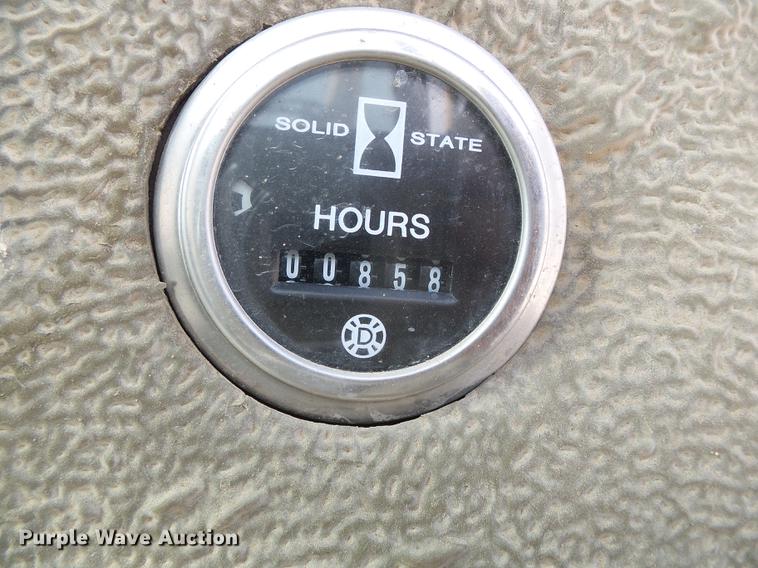 SOLID STATE
HOURS
00858
D
Purple Wave Auction